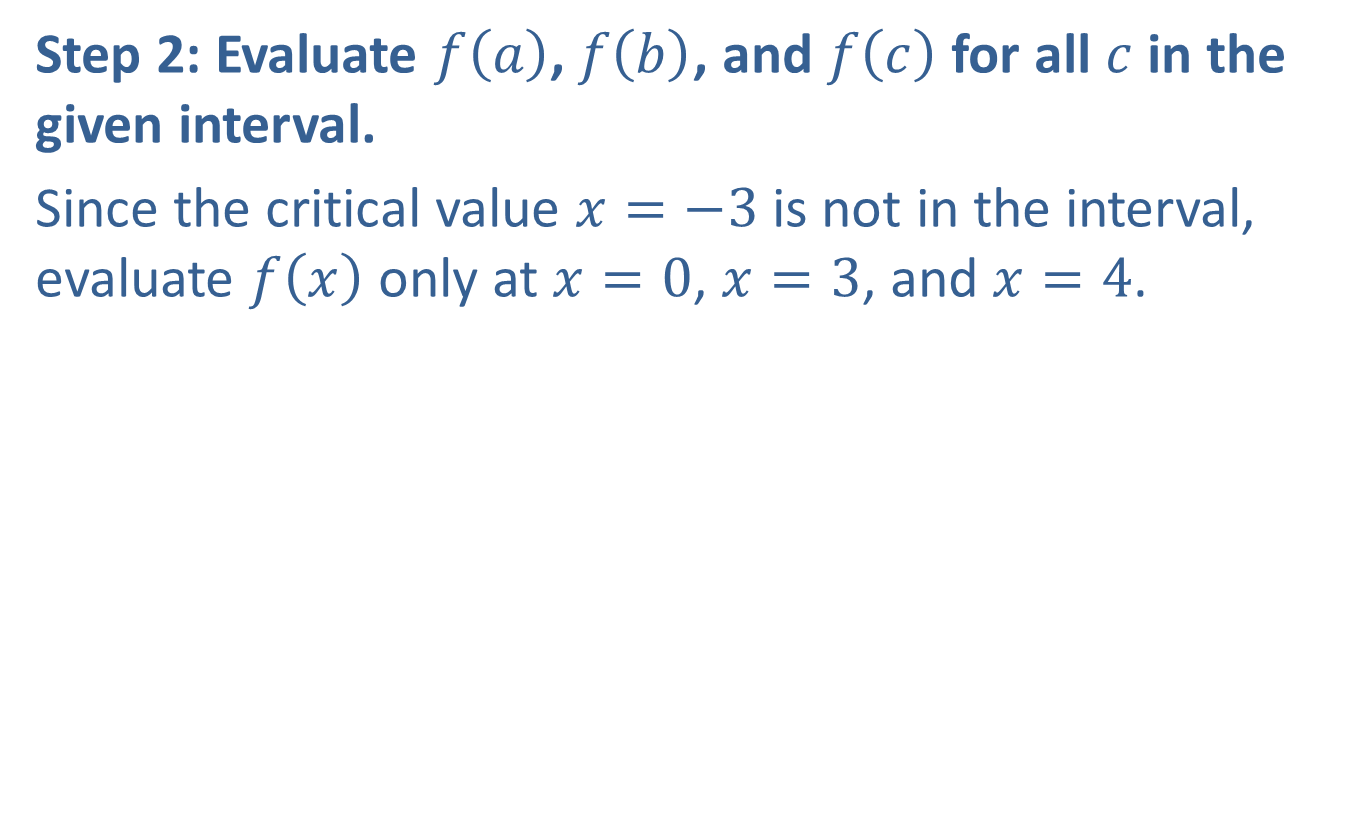 Step 2: Evaluate 𝑓(𝑎), 𝑓(𝑏), and 𝑓(𝑐) for all 𝑐 in the
given interval.
Since the critical value 𝑥 = −3 is not in the interval,
evaluate 𝑓(𝑥) only at 𝑥 = 0, 𝑥 = 3, and 𝑥 = 4.